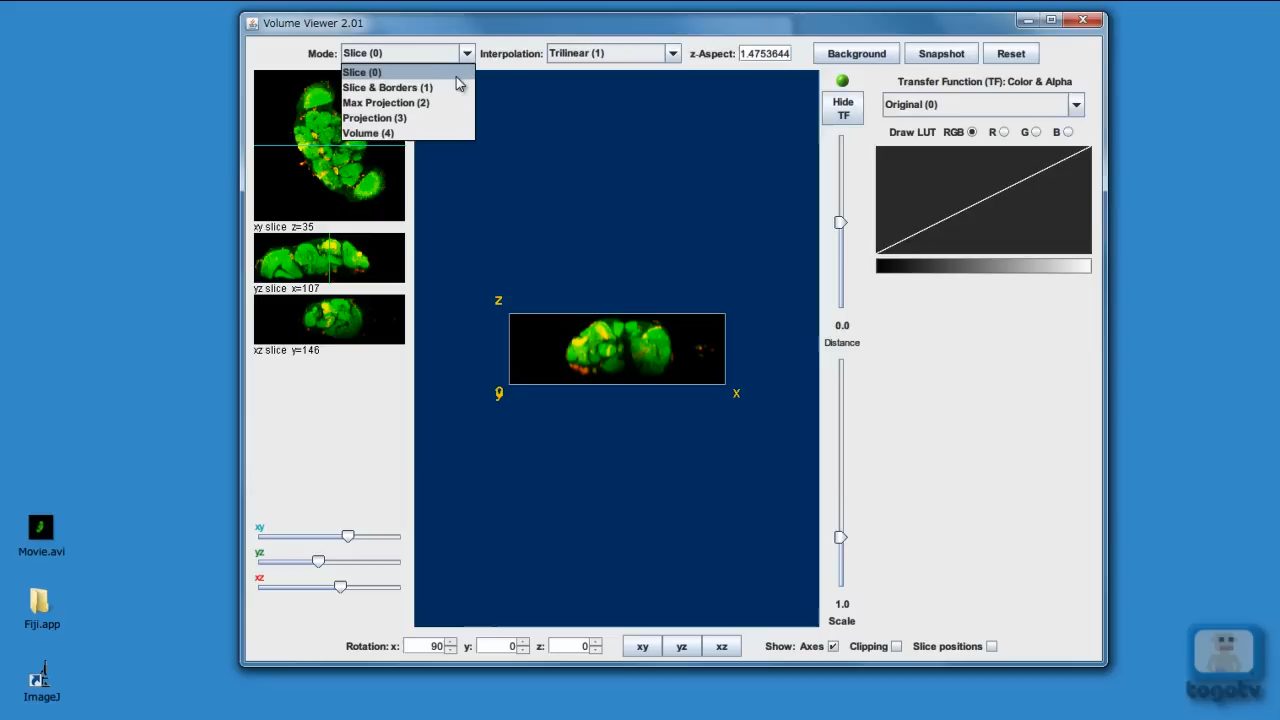 Volume Viewer 2.01
Mode: Slice (0) Interpolation: Trilinear (1) z-Aspect: 1.4753644 Background Snapshot Reset
Slice (0)
Slice & Borders (1)
Max Projection (2)
Projection (3)
Volume (4)
xy slice z=35
yz slice x=107
xz slice y=146
xy
yz
xz
z
y
x
Hide
TF
0.0
Distance
1.0
Scale
Transfer Function (TF): Color & Alpha
Original (0)
Draw LUT RGB R G B
Rotation: x: 90 y: 0 z: 0 xy yz xz Show: Axes Clipping Slice positions
Movie.avi
Fiji.app
ImageJ
togotv